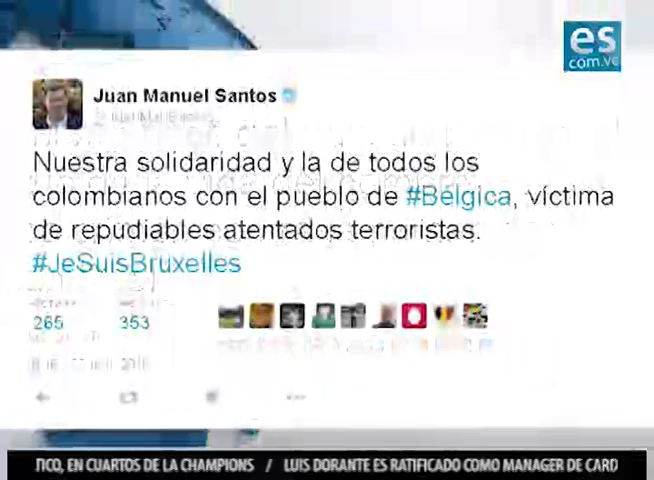 es
com.ve
Juan Manuel Santos
Nuestra solidaridad y la de todos los
colombianos con el pueblo de #Bélgica, víctima
de repudiables atentados terroristas.
#JeSuisBruxelles
265 353
TICO, EN CUARTOS DE LA CHAMPIONS / LUIS DORANTE ES RATIFICADO COMO MANAGER DE CARD